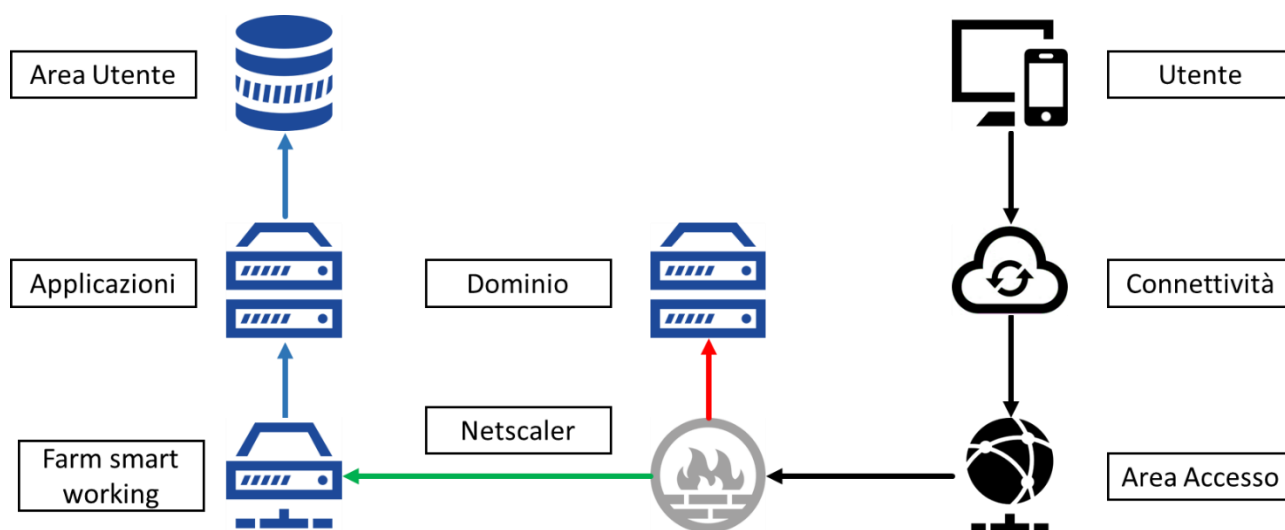 Area Utente
Utente
Applicazioni
Dominio
Connettività
Netscaler
Farm smart
working
Area Accesso